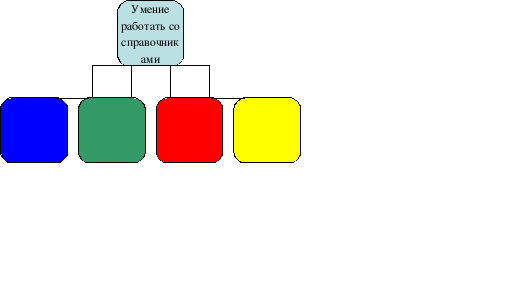 Умение
работать со
справочник
ами